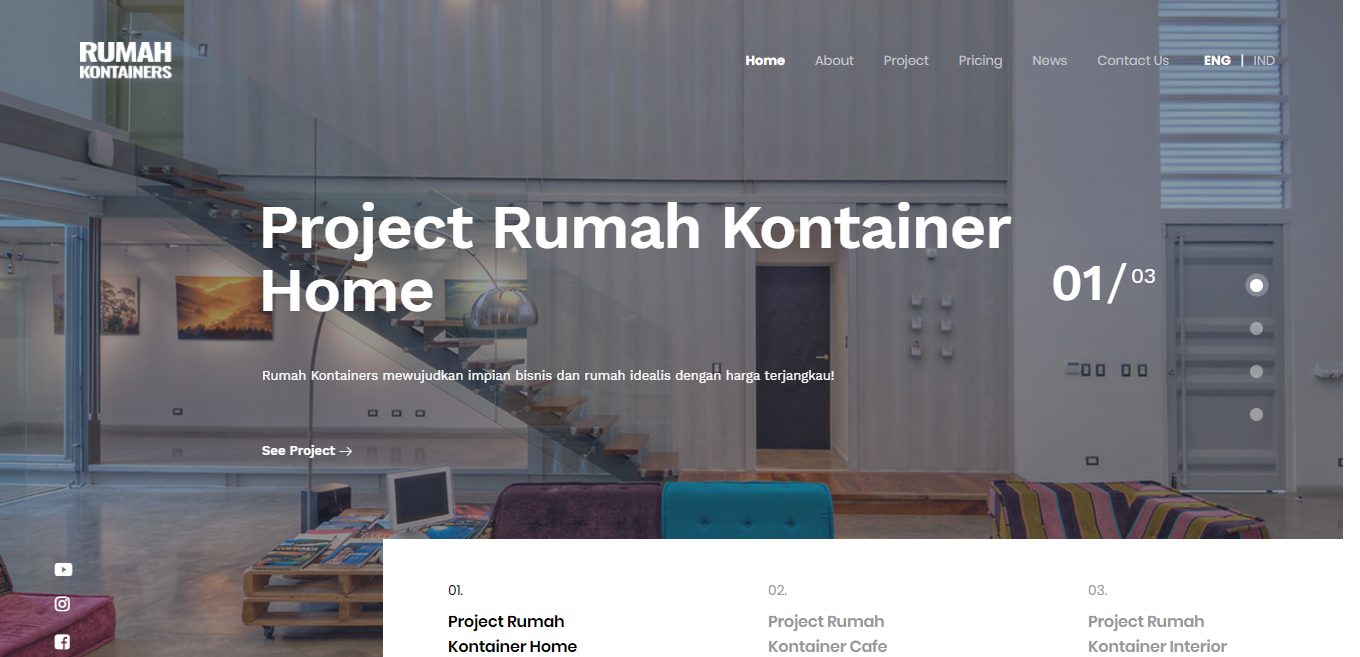 RUMAH
KONTAINERS
Home About Project Pricing News Contact Us ENG | IND
Project Rumah Kontainer
Home
01/03
Rumah Kontainers mewujudkan impian bisnis dan rumah idealis dengan harga terjangkau!
See Project →
01.
Project Rumah
Kontainer Home
02.
Project Rumah
Kontainer Cafe
03.
Project Rumah
Kontainer Interior